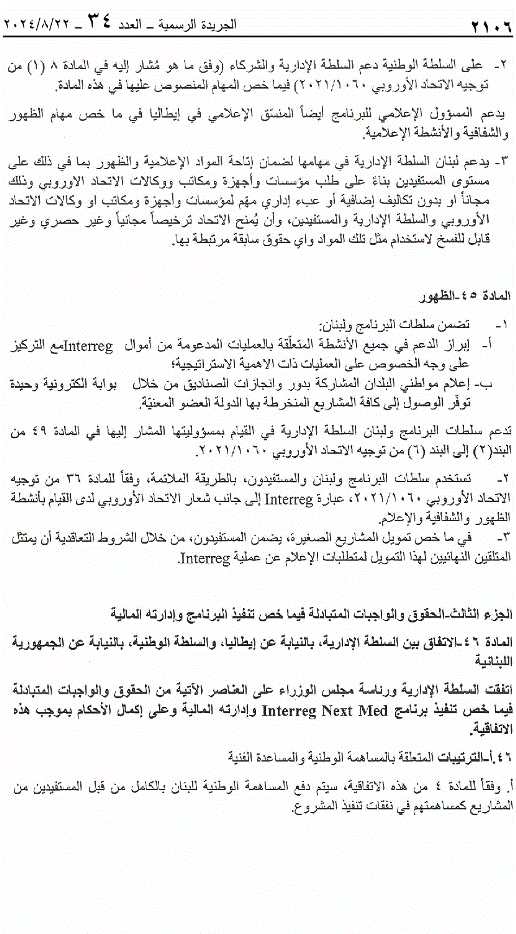 ٢١٠٦ الجريدة الرسمية – العدد ٣٤ – ٢٠٢٤/٨/٢٢
٢- على السلطة الوطنية دعم السلطة الإدارية والشركاء (وفق ما هو مُشار إليه في المادة ٨ (١) من
توجيه الاتحاد الأوروبي ٢٠٢١/١٠٦٠) فيما خص المهام المنصوص عليها في هذه المادة.
يدعم المسؤول الإعلامي للبرنامج أيضاً المنسّق الإعلامي في إيطاليا في ما خص مهام الظهور
والشفافية والأنشطة الإعلامية.
٣- يدعم لبنان السلطة الإدارية في مهامها لضمان إتاحة المواد الإعلامية والظهور بما في ذلك على
مستوى المستفيدين بناءً على طلب مؤسسات وأجهزة ومكاتب ووكالات الاتحاد الاوروبي وذلك
مجاناً او بدون تكاليف إضافية أو عبء إداري مهّم لمؤسسات وأجهزة ومكاتب او وكالات الاتحاد
الأوروبي والسلطة الإدارية والمستفيدين، وأن يُمنح الاتحاد ترخيصاً مجانياً وغير حصري وغير
قابل للفسخ لاستخدام مثل تلك المواد واي حقوق سابقة مرتبطة بها.
المادة ٤٥-الظهور
١- تضمن سلطات البرنامج ولبنان:
أ- إبراز الدعم في جميع الأنشطة المتعلّقة بالعمليات المدعومة من أموال Interreg مع التركيز
على وجه الخصوص على العمليات ذات الاهمية الاستراتيجية؛
ب- إعلام مواطني البلدان المشاركة بدور وانجازات الصناديق من خلال بوابة الكترونية وحيدة
توفّر الوصول إلى كافة المشاريع المنخرطة بها الدولة العضو المعنيّة.
تدعم سلطات البرنامج ولبنان السلطة الإدارية في القيام بمسؤوليتها المشار إليها في المادة ٤٩ من
البند(٢) إلى البند (٦) من توجيه الاتحاد الأوروبي ٢٠٢١/١٠٦٠.
٢- تستخدم سلطات البرنامج ولبنان والمستفيدون، بالطريقة الملائمة، وفقاً للمادة ٣٦ من توجيه
الاتحاد الأوروبي ٢٠٢١/١٠٦٠، عبارة Interreg إلى جانب شعار الاتحاد الأوروبي لدى القيام بأنشطة
الظهور والشفافية والإعلام.
٣- في ما خص تمويل المشاريع الصغيرة، يضمن المستفيدون، من خلال الشروط التعاقدية أن يمتثل
المتلقين النهائيين لهذا التمويل لمتطلبات الإعلام عن عملية Interreg.
الجزء الثالث-الحقوق والواجبات المتبادلة فيما خص تنفيذ البرنامج وإدارته المالية
المادة ٤٦-الاتفاق بين السلطة الإدارية، بالنيابة عن إيطاليا، والسلطة الوطنية، بالنيابة عن الجمهورية
اللبنانية
اتفقت السلطة الإدارية ورناسة مجلس الوزراء على العناصر الآتية من الحقوق والواجبات المتبادلة
فيما خص تنفيذ برنامج Interreg Next Med وإدارته المالية وعلى إكمال الأحكام بموجب هذه
الاتفاقية.
٤٦.أ-الترتيبات المتعلقة بالمساهمة الوطنية والمساعدة الفنية
أ. وفقاً للمادة ٤ من هذه الاتفاقية، سيتم دفع المساهمة الوطنية للبنان بالكامل من قبل المستفيدين من
المشاريع كمساهمتهم في نفقات تنفيذ المشروع.